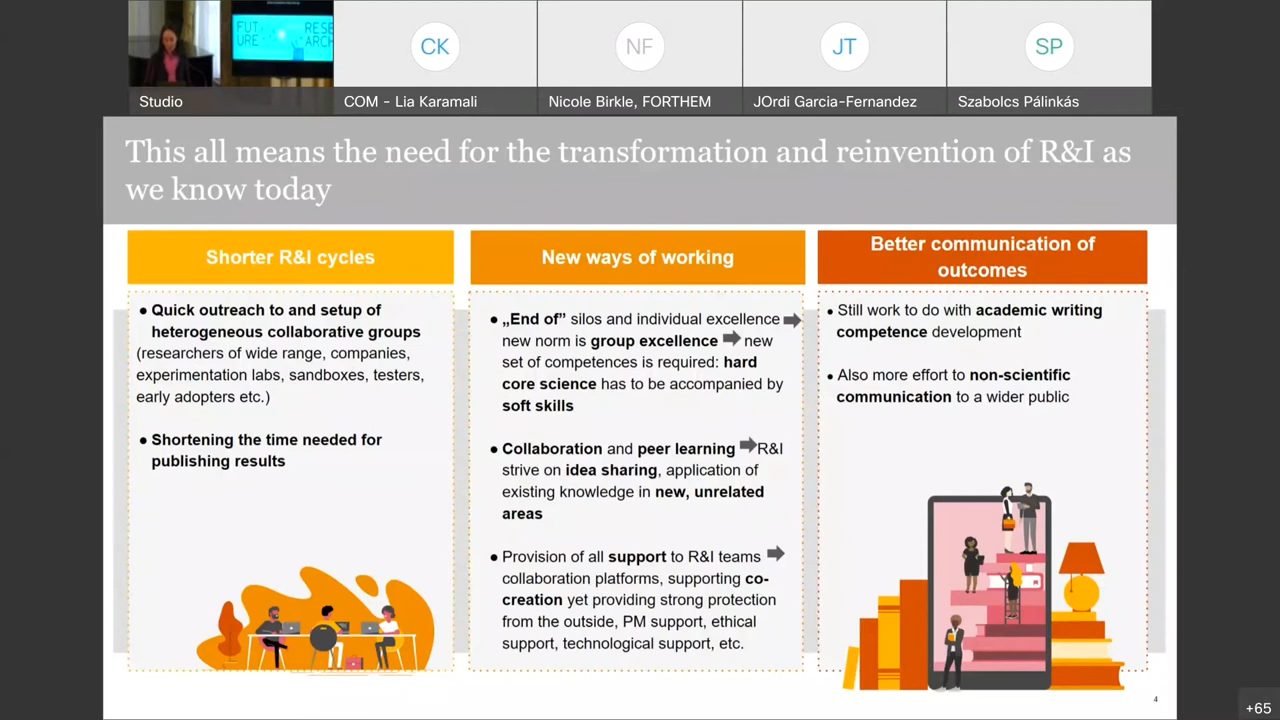 FUT
URE
RESE
ARCH
CK
NF
JT
SP
Studio
COM - Lia Karamali
Nicole Birkle, FORTHEM
JOrdi Garcia-Fernandez
Szabolcs Pálinkás
This all means the need for the transformation and reinvention of R&I as
we know today
Shorter R&I cycles
● Quick outreach to and setup of
heterogeneous collaborative groups
(researchers of wide range, companies,
experimentation labs, sandboxes, testers,
early adopters etc.)
● Shortening the time needed for
publishing results
New ways of working
● „End of” silos and individual excellence ➡
new norm is group excellence ➡ new
set of competences is required: hard
core science has to be accompanied by
soft skills
● Collaboration and peer learning ➡R&I
strive on idea sharing, application of
existing knowledge in new, unrelated
areas
● Provision of all support to R&I teams ➡
collaboration platforms, supporting co-
creation yet providing strong protection
from the outside, PM support, ethical
support, technological support, etc.
Better communication of
outcomes
• Still work to do with academic writing
competence development
• Also more effort to non-scientific
communication to a wider public
4
+65